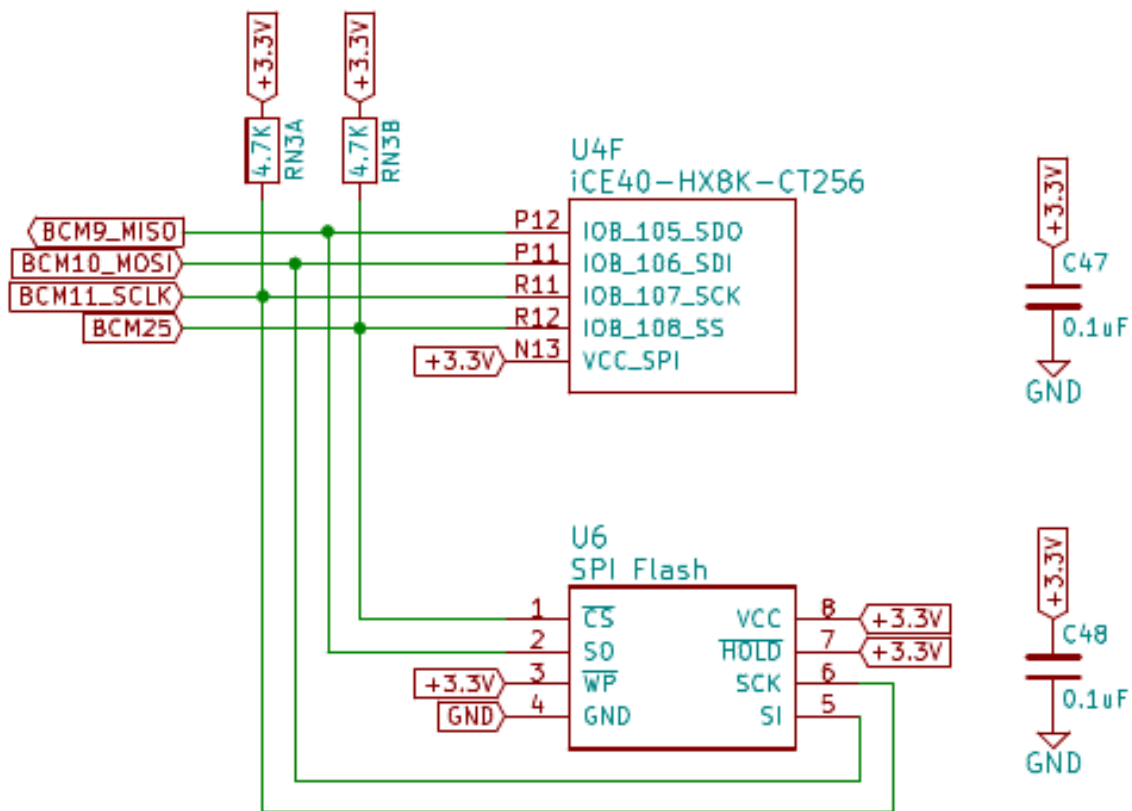 +3.3V
+3.3V
4.7K
RN3A
4.7K
RN3B
U4F
iCE40-HX8K-CT256
BCM9_MISO
P12
IOB_105_SDO
BCM10_MOSI
P11
IOB_106_SDI
BCM11_SCLK
R11
IOB_107_SCK
BCM25
R12
IOB_108_SS
+3.3V
N13
VCC_SPI
+3.3V
C47
0.1uF
GND
U6
SPI Flash
1
CS
VCC
8
+3.3V
2
SO
HOLD
7
+3.3V
+3.3V
3
WP
SCK
6
GND
4
GND
SI
5
+3.3V
C48
0.1uF
GND